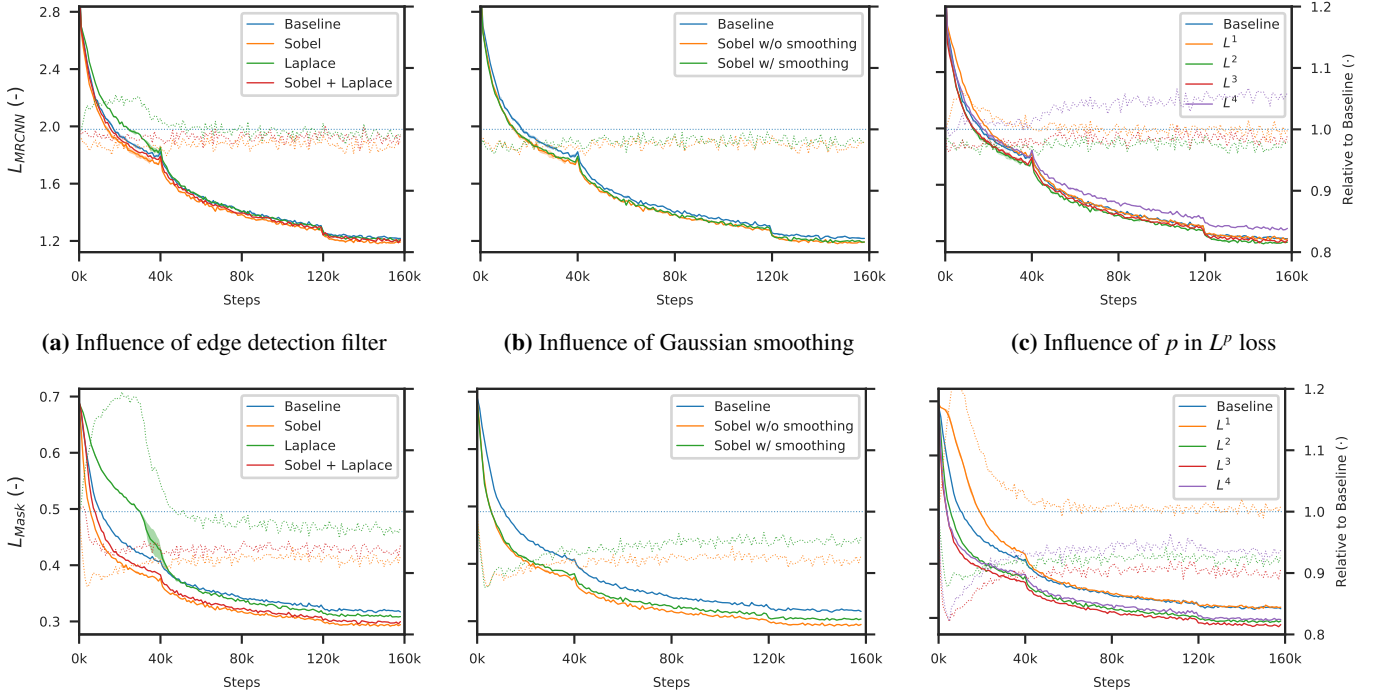 2.8
2.4
2.0
1.6
1.2
L_MRCNN (-)
Baseline
Sobel
Laplace
Sobel + Laplace
0k 40k 80k 120k 160k
Steps
Baseline
Sobel w/o smoothing
Sobel w/ smoothing
0k 40k 80k 120k 160k
Steps
Baseline
L^1
L^2
L^3
L^4
1.2
1.1
1.0
0.9
0.8
Relative to Baseline (·)
0k 40k 80k 120k 160k
Steps
(a) Influence of edge detection filter
(b) Influence of Gaussian smoothing
(c) Influence of p in L^p loss
0.7
0.6
0.5
0.4
0.3
L_Mask (-)
Baseline
Sobel
Laplace
Sobel + Laplace
0k 40k 80k 120k 160k
Steps
Baseline
Sobel w/o smoothing
Sobel w/ smoothing
0k 40k 80k 120k 160k
Steps
Baseline
L^1
L^2
L^3
L^4
1.2
1.1
1.0
0.9
0.8
Relative to Baseline (·)
0k 40k 80k 120k 160k
Steps